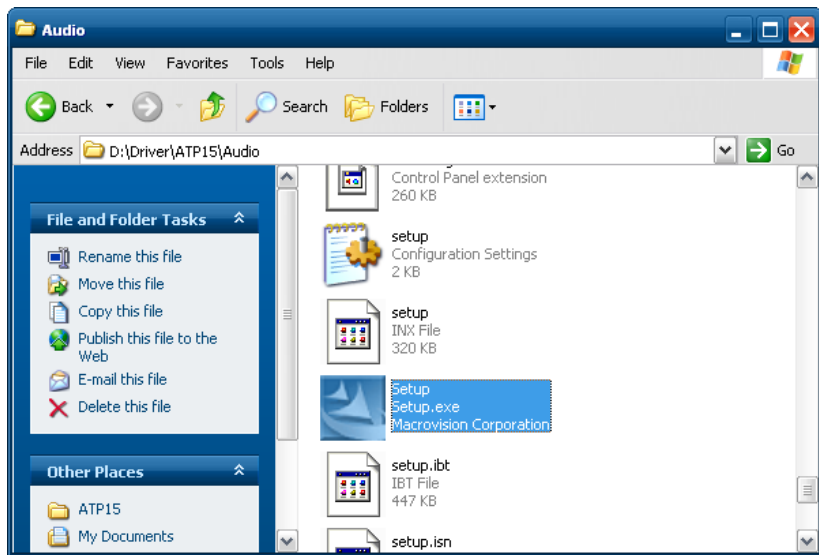 Audio
File Edit View Favorites Tools Help
Back Search Folders
Address D:\Driver\ATP15\Audio Go
File and Folder Tasks
Rename this file
Move this file
Copy this file
Publish this file to the
Web
E-mail this file
Delete this file
Other Places
ATP15
My Documents
Control Panel extension
260 KB
setup
Configuration Settings
2 KB
setup
INX File
320 KB
Setup
Setup.exe
Macrovision Corporation
setup.ibt
IBT File
447 KB
setup.isn